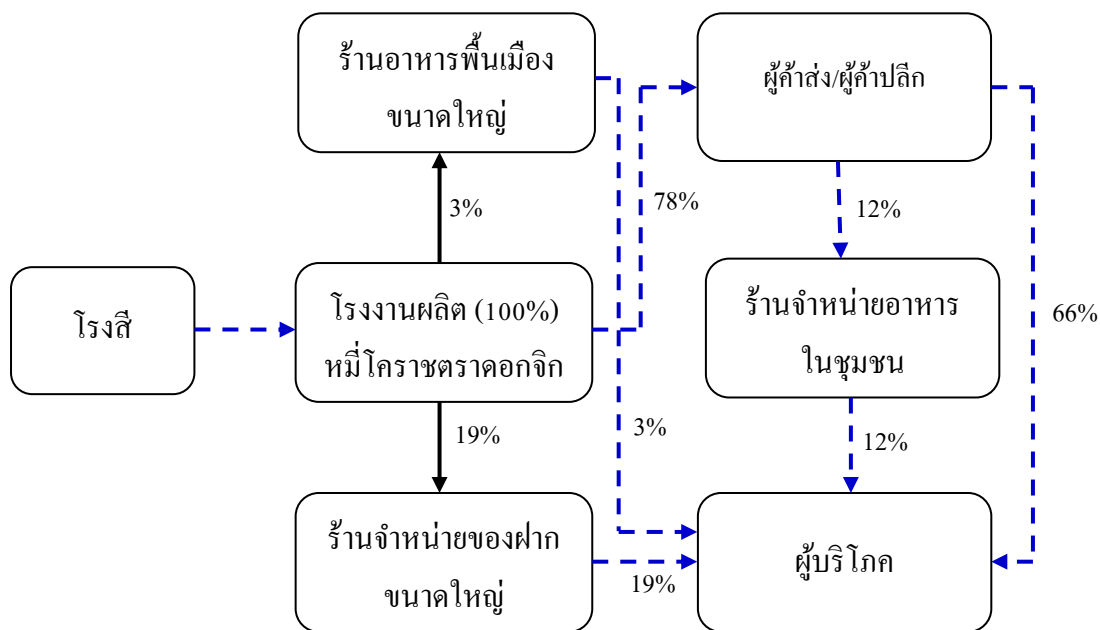 ร้านอาหารพื้นเมือง
ขนาดใหญ่
ผู้ค้าส่ง/ผู้ค้าปลีก
3%
78%
12%
โรงสี
โรงงานผลิต (100%)
หมี่โคราชตราดอกจิก
ร้านจำหน่ายอาหาร
ในชุมชน
66%
19%
3%
12%
ร้านจำหน่ายของฝาก
ขนาดใหญ่
19%
ผู้บริโภค